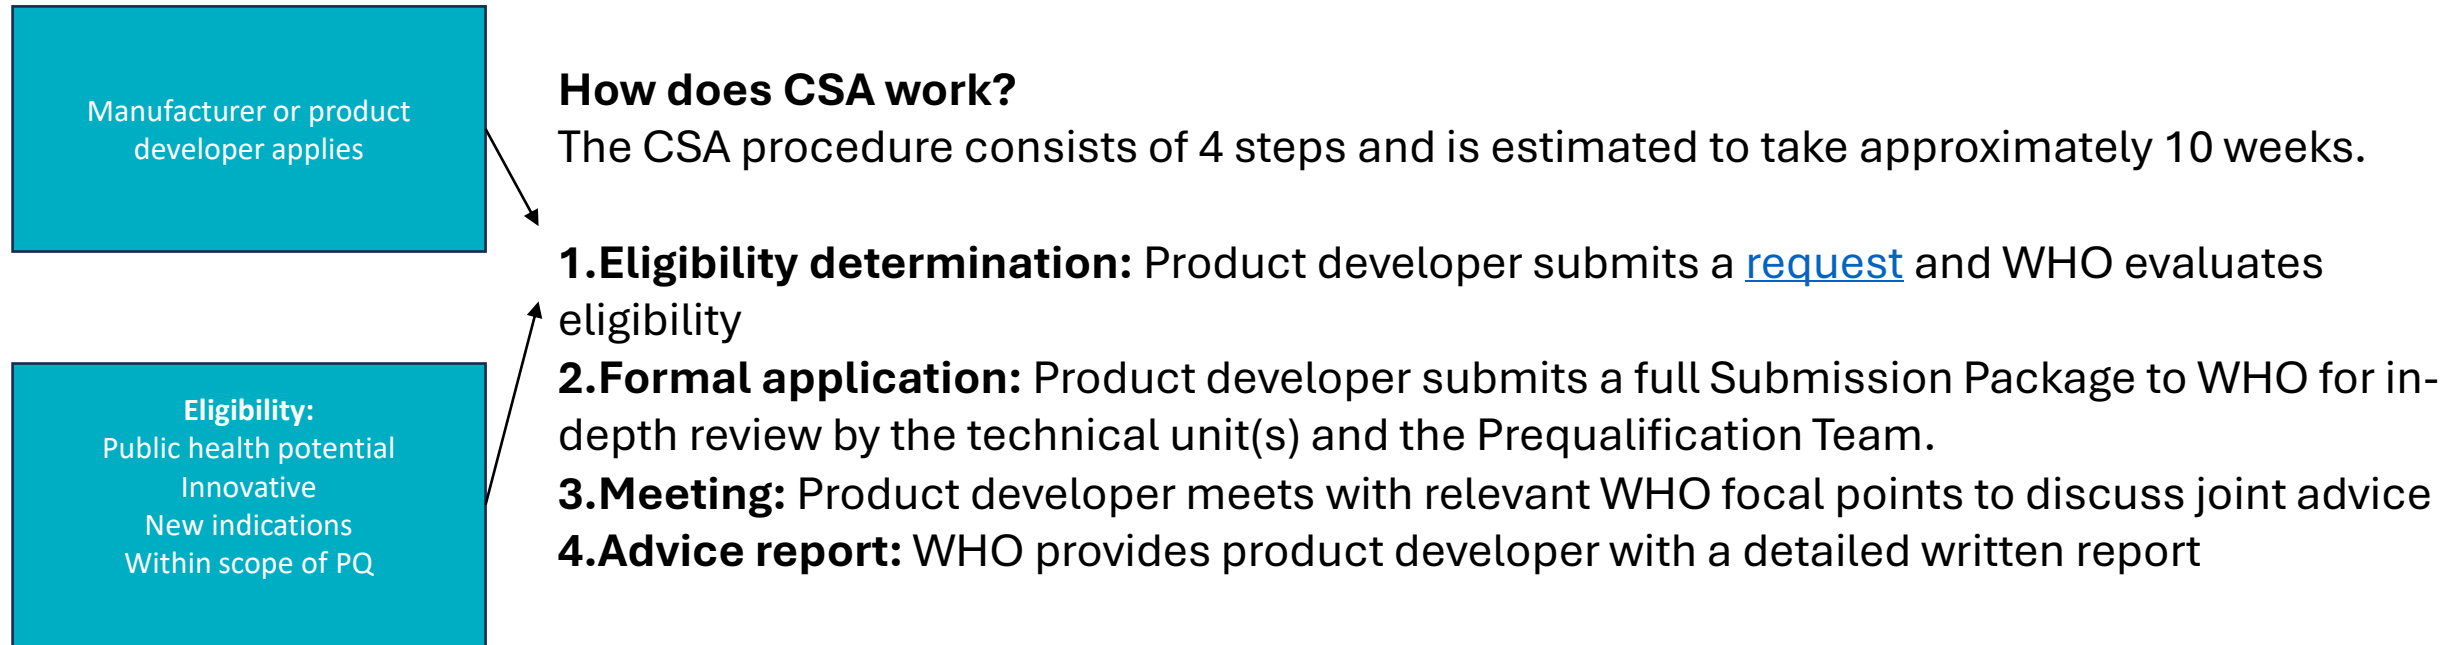 Manufacturer or product
developer applies
Eligibility:
Public health potential
Innovative
New indications
Within scope of PQ
How does CSA work?
The CSA procedure consists of 4 steps and is estimated to take approximately 10 weeks.
1.Eligibility determination: Product developer submits a request and WHO evaluates
eligibility
2.Formal application: Product developer submits a full Submission Package to WHO for in-
depth review by the technical unit(s) and the Prequalification Team.
3.Meeting: Product developer meets with relevant WHO focal points to discuss joint advice
4.Advice report: WHO provides product developer with a detailed written report